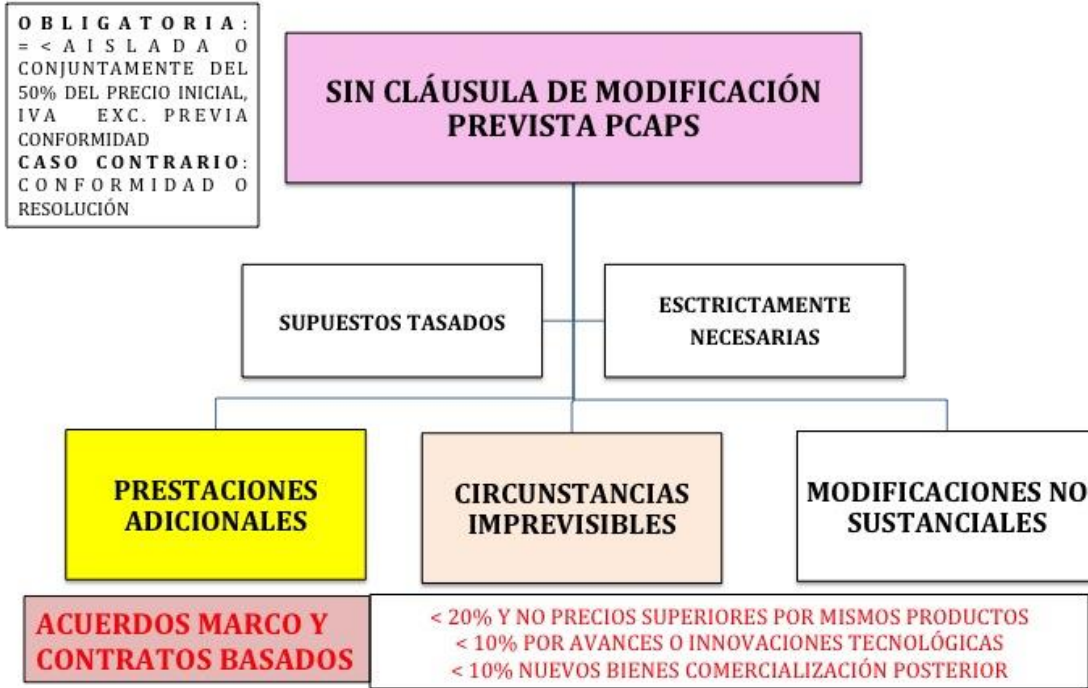 OBLIGATORIA:
= < AISLADA O
CONJUNTAMENTE DEL
50% DEL PRECIO INICIAL,
IVA EXC. PREVIA
CONFORMIDAD
CASO CONTRARIO:
CONFORMIDAD O
RESOLUCIÓN
SIN CLÁUSULA DE MODIFICACIÓN
PREVISTA PCAPS
SUPUESTOS TASADOS
ESCTRICTAMENTE
NECESARIAS
PRESTACIONES
ADICIONALES
CIRCUNSTANCIAS
IMPREVISIBLES
MODIFICACIONES NO
SUSTANCIALES
ACUERDOS MARCO Y
CONTRATOS BASADOS
< 20% Y NO PRECIOS SUPERIORES POR MISMOS PRODUCTOS
< 10% POR AVANCES O INNOVACIONES TECNOLÓGICAS
< 10% NUEVOS BIENES COMERCIALIZACIÓN POSTERIOR